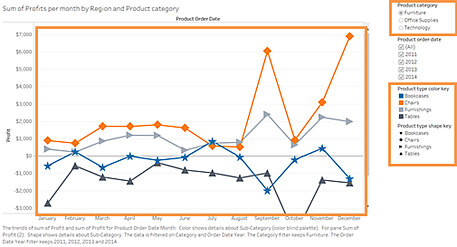 Sum of Profits per month by Region and Product category
Product Order Date
Product category
Furniture
Office Supplies
Technology
Product order date
(All)
2011
2012
2013
2014
Product type color key
Bookcases
Chairs
Furnishings
Tables
Product type shape key
Bookcases
Chairs
Furnishings
Tables
Profit
$7,000
$6,000
$5,000
$4,000
$3,000
$2,000
$1,000
$0
-$1,000
-$2,000
-$3,000
January February March April May June July August September October November December
The trends of sum of Profit and sum of Profit for Product Order Date Month. Color shows details about Sub-Category (color blind palette). For pane Sum of
Profit (2): Shape shows details about Sub-Category. The data is filtered on Category and Order Date Year. The Category filter keeps Furniture. The Order
Date Year filter keeps 2011, 2012, 2013 and 2014.